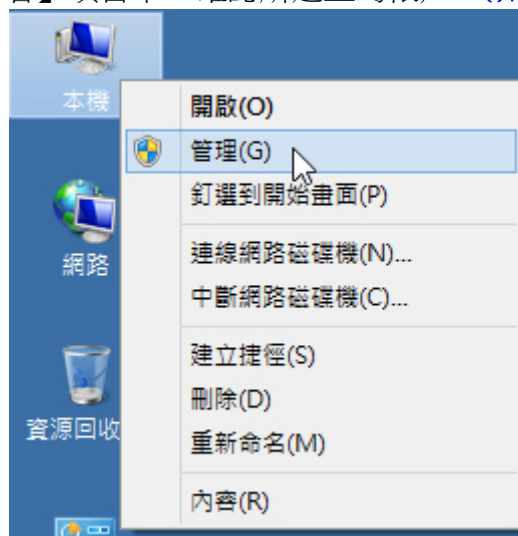 本機
開啟(O)
管理(G)
釘選到開始畫面(P)
網路
連線網路磁碟機(N)...
中斷網路磁碟機(C)...
建立捷徑(S)
刪除(D)
資源回收
重新命名(M)
內容(R)